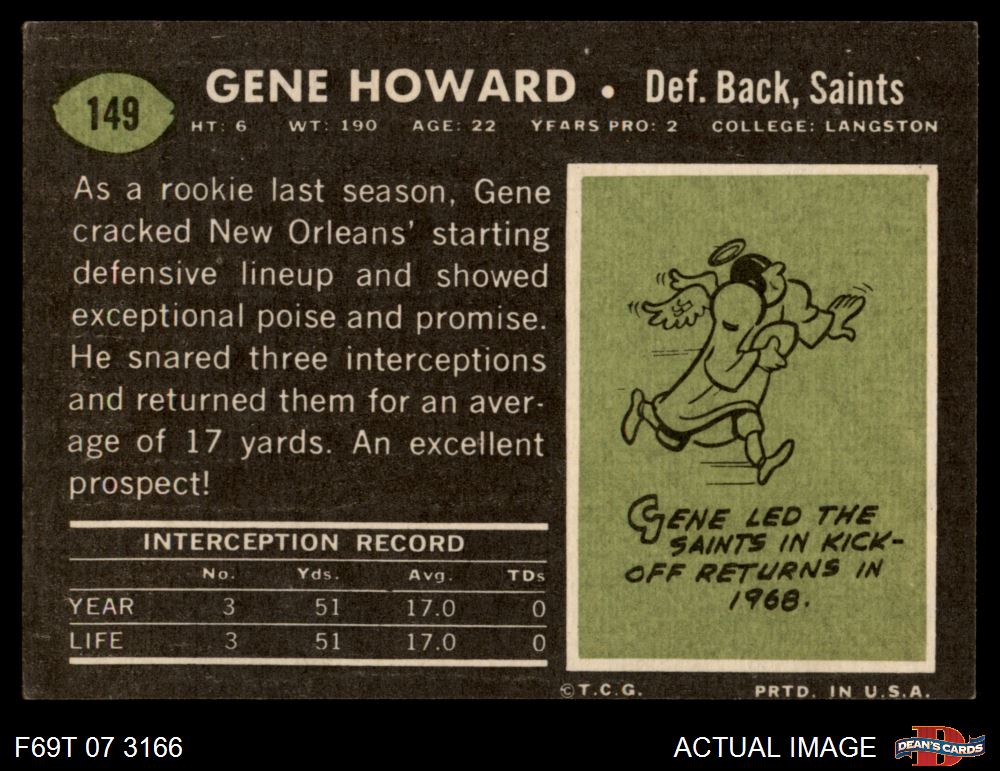 149
GENE HOWARD • Def. Back, Saints
HT: 6 WT: 190 AGE: 22 YEARS PRO: 2 COLLEGE: LANGSTON
As a rookie last season, Gene
cracked New Orleans' starting
defensive lineup and showed
exceptional poise and promise.
He snared three interceptions
and returned them for an aver-
age of 17 yards. An excellent
prospect!
INTERCEPTION RECORD
No. Yds. Avg. TDs
YEAR 3 51 17.0 0
LIFE 3 51 17.0 0
GENE LED THE
SAINTS IN KICK-
OFF RETURNS IN
1968.
©T.C.G. PRTD. IN U.S.A.
F69T 07 3166
ACTUAL IMAGE
D
DEAN'S CARDS